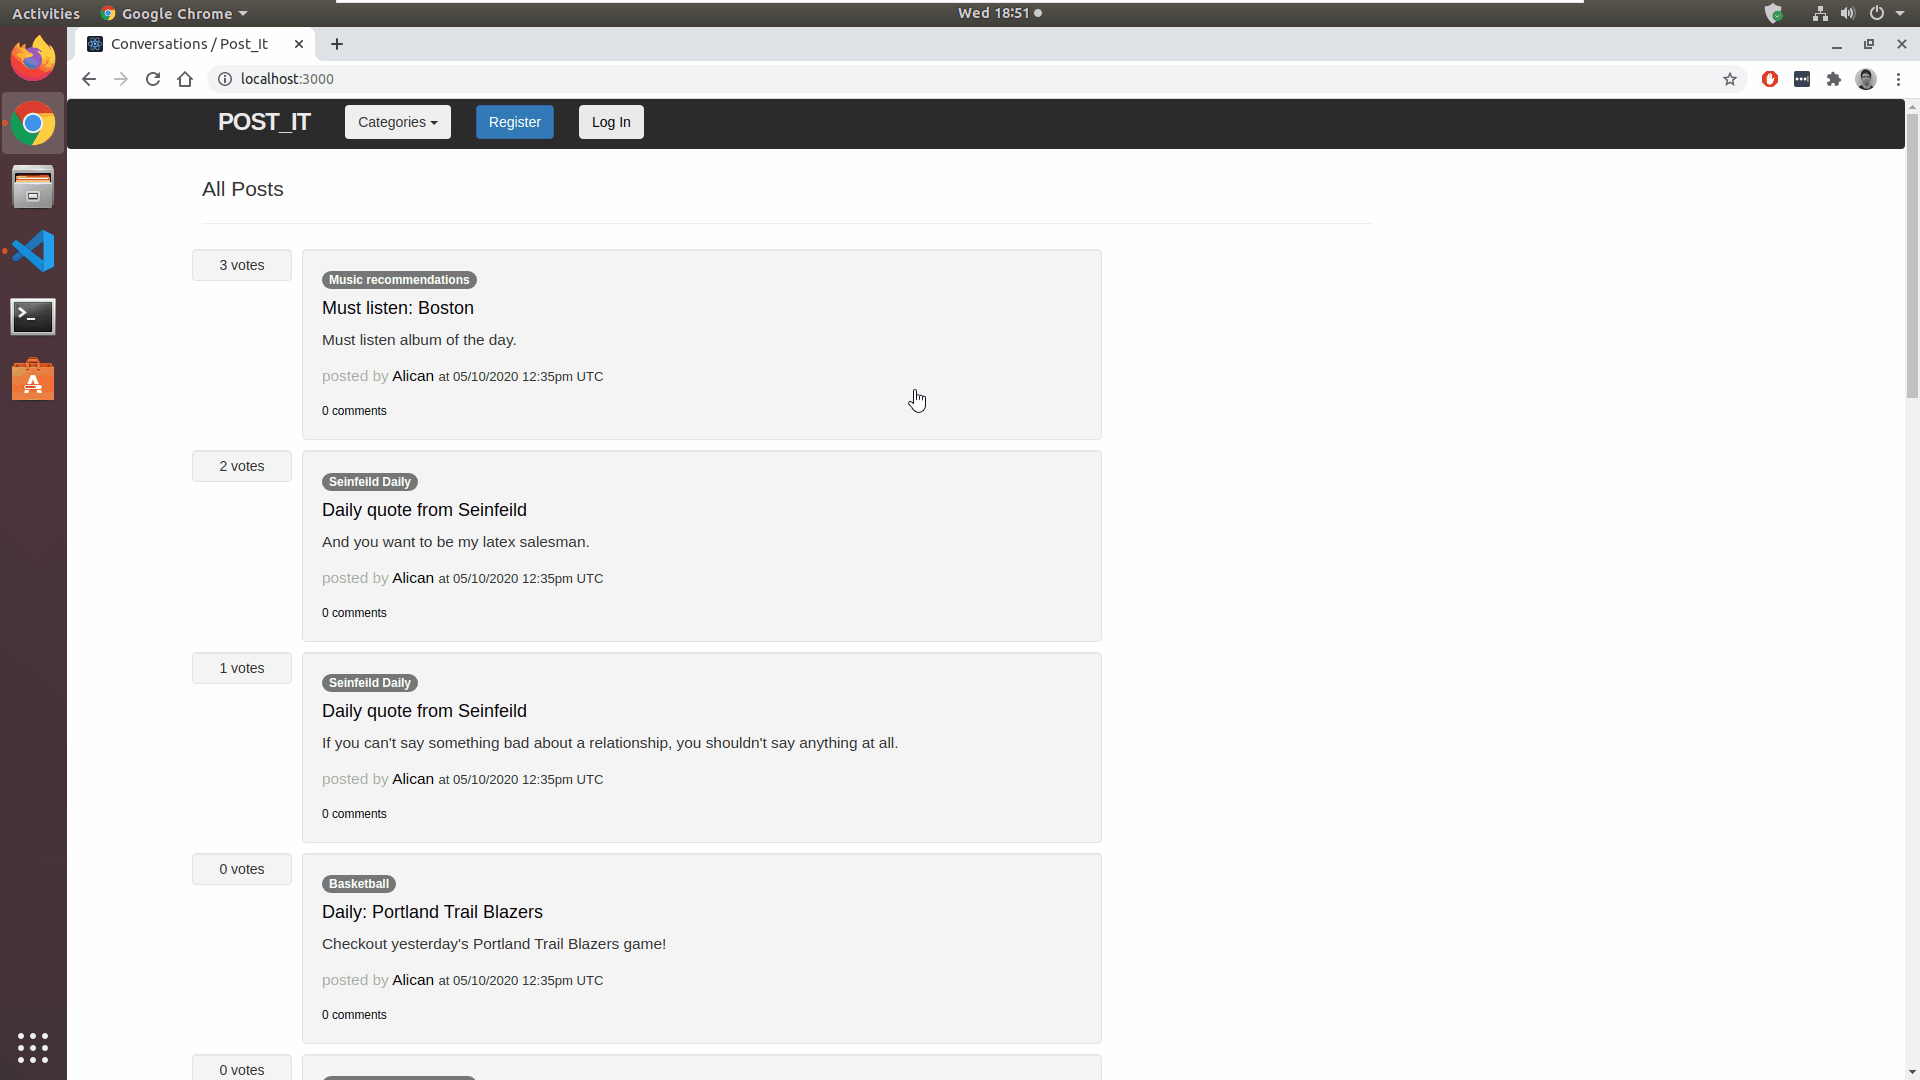 Activities
Google Chrome
Wed 18:51
Conversations / Post_It
localhost:3000
POST_IT
Categories
Register
Log In
All Posts
3 votes
Music recommendations
Must listen: Boston
Must listen album of the day.
posted by Alican at 05/10/2020 12:35pm UTC
0 comments
2 votes
Seinfeild Daily
Daily quote from Seinfeild
And you want to be my latex salesman.
posted by Alican at 05/10/2020 12:35pm UTC
0 comments
1 votes
Seinfeild Daily
Daily quote from Seinfeild
If you can't say something bad about a relationship, you shouldn't say anything at all.
posted by Alican at 05/10/2020 12:35pm UTC
0 comments
0 votes
Basketball
Daily: Portland Trail Blazers
Checkout yesterday's Portland Trail Blazers game!
posted by Alican at 05/10/2020 12:35pm UTC
0 comments
0 votes